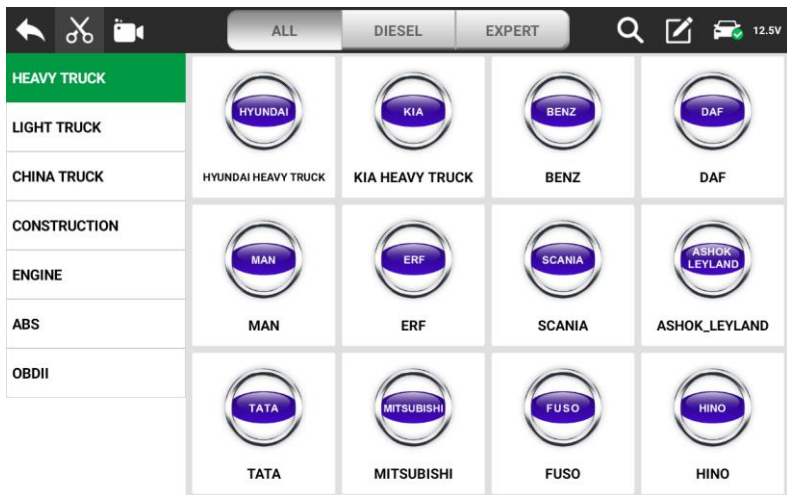 ALL
DIESEL
EXPERT
12.5V
HEAVY TRUCK
LIGHT TRUCK
CHINA TRUCK
CONSTRUCTION
ENGINE
ABS
OBDII
HYUNDAI
HYUNDAI HEAVY TRUCK
KIA
KIA HEAVY TRUCK
BENZ
BENZ
DAF
DAF
MAN
MAN
ERF
ERF
SCANIA
SCANIA
ASHOK
LEYLAND
ASHOK_LEYLAND
TATA
TATA
MITSUBISHI
MITSUBISHI
FUSO
FUSO
HINO
HINO